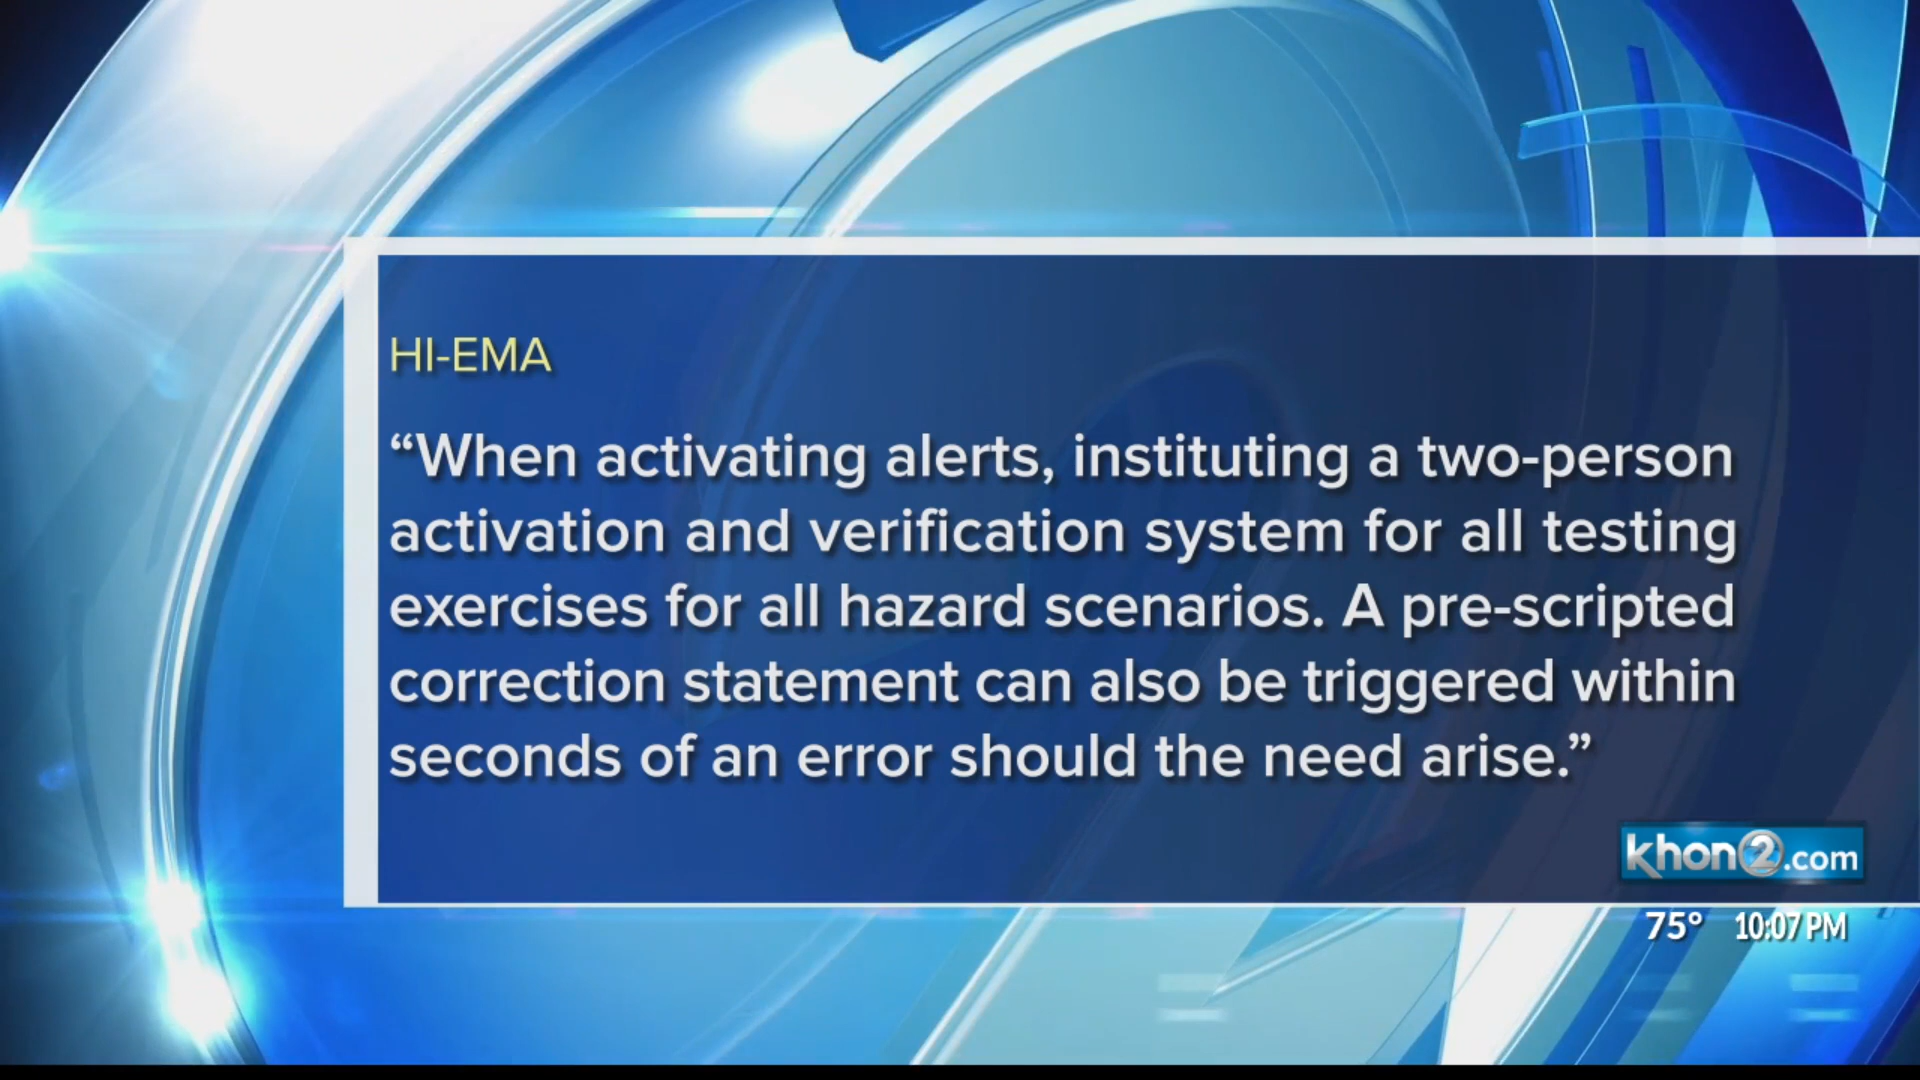 HI-EMA
“When activating alerts, instituting a two-person
activation and verification system for all testing
exercises for all hazard scenarios. A pre-scripted
correction statement can also be triggered within
seconds of an error should the need arise.”
khon2.com
75° 10:07 PM